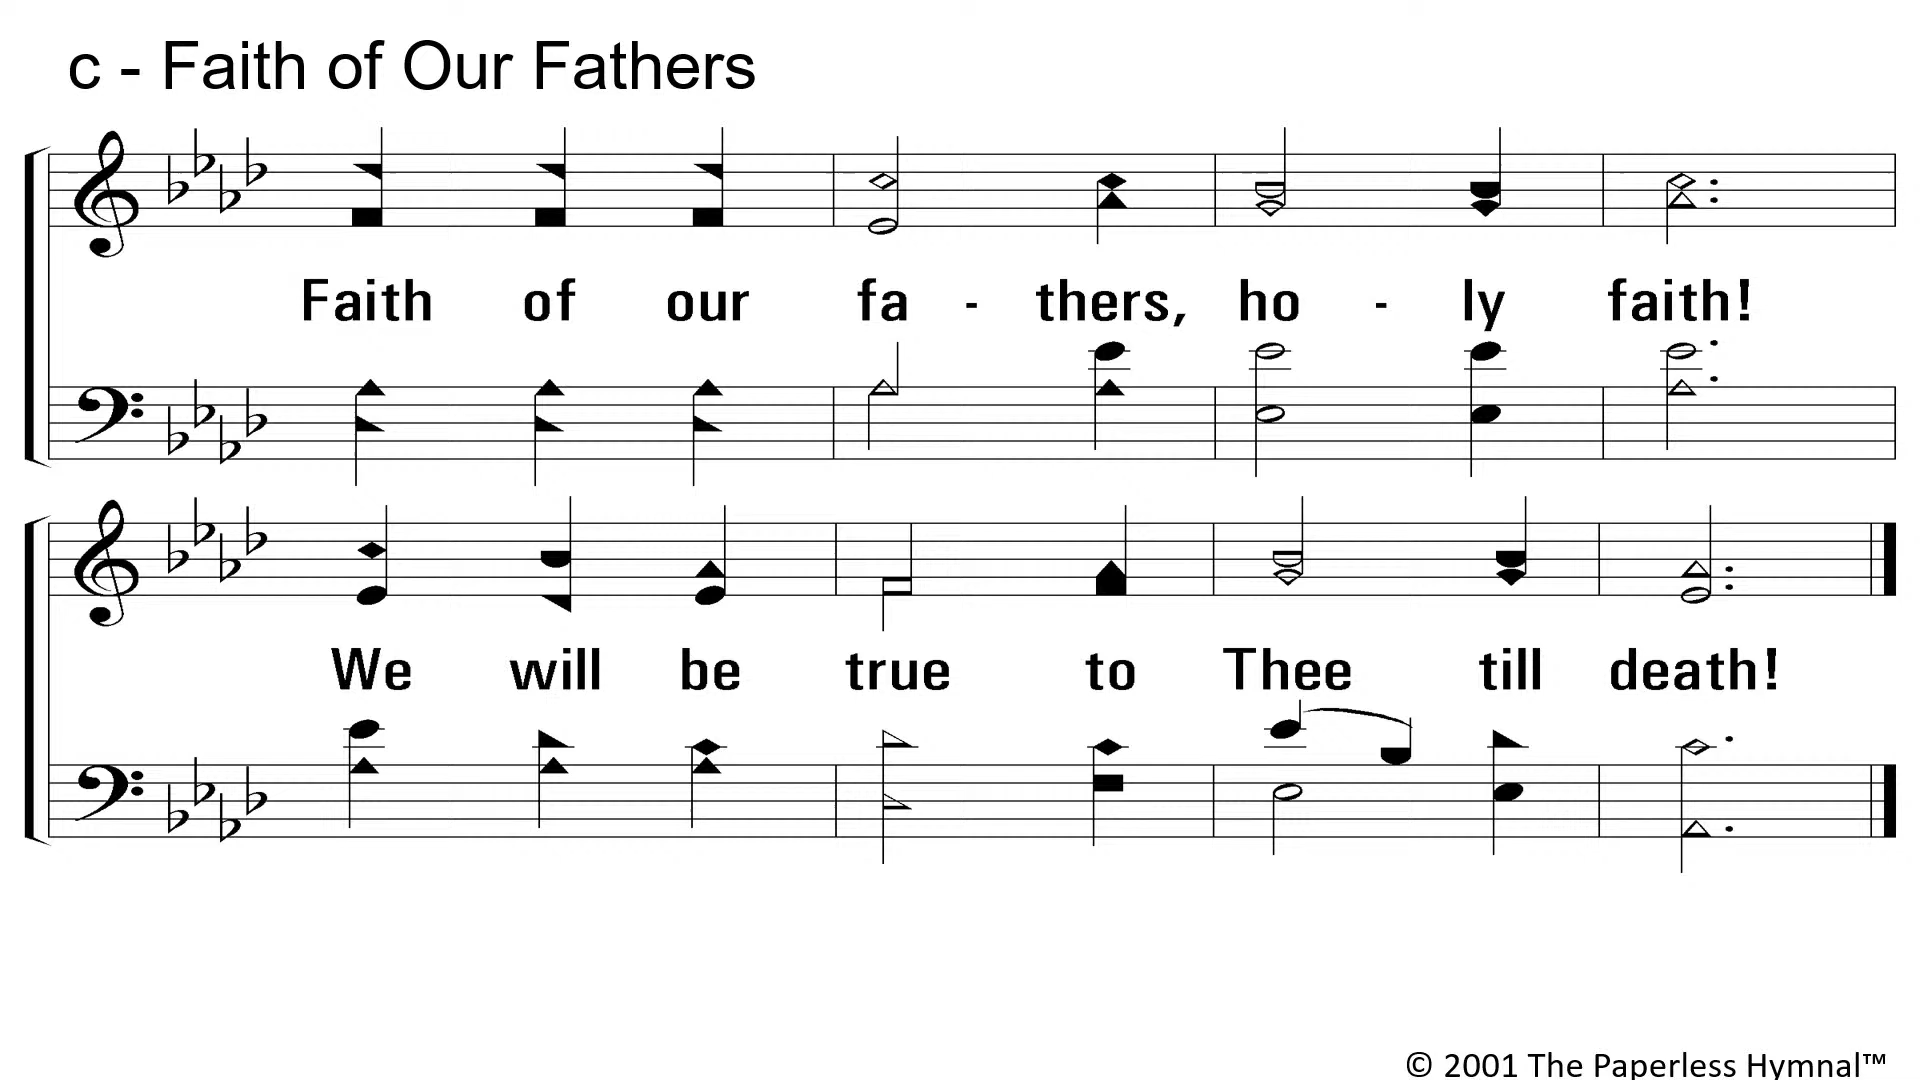 c - Faith of Our Fathers
Faith of our fa - thers, ho - ly faith!
We will be true to Thee till death!
© 2001 The Paperless Hymnal™